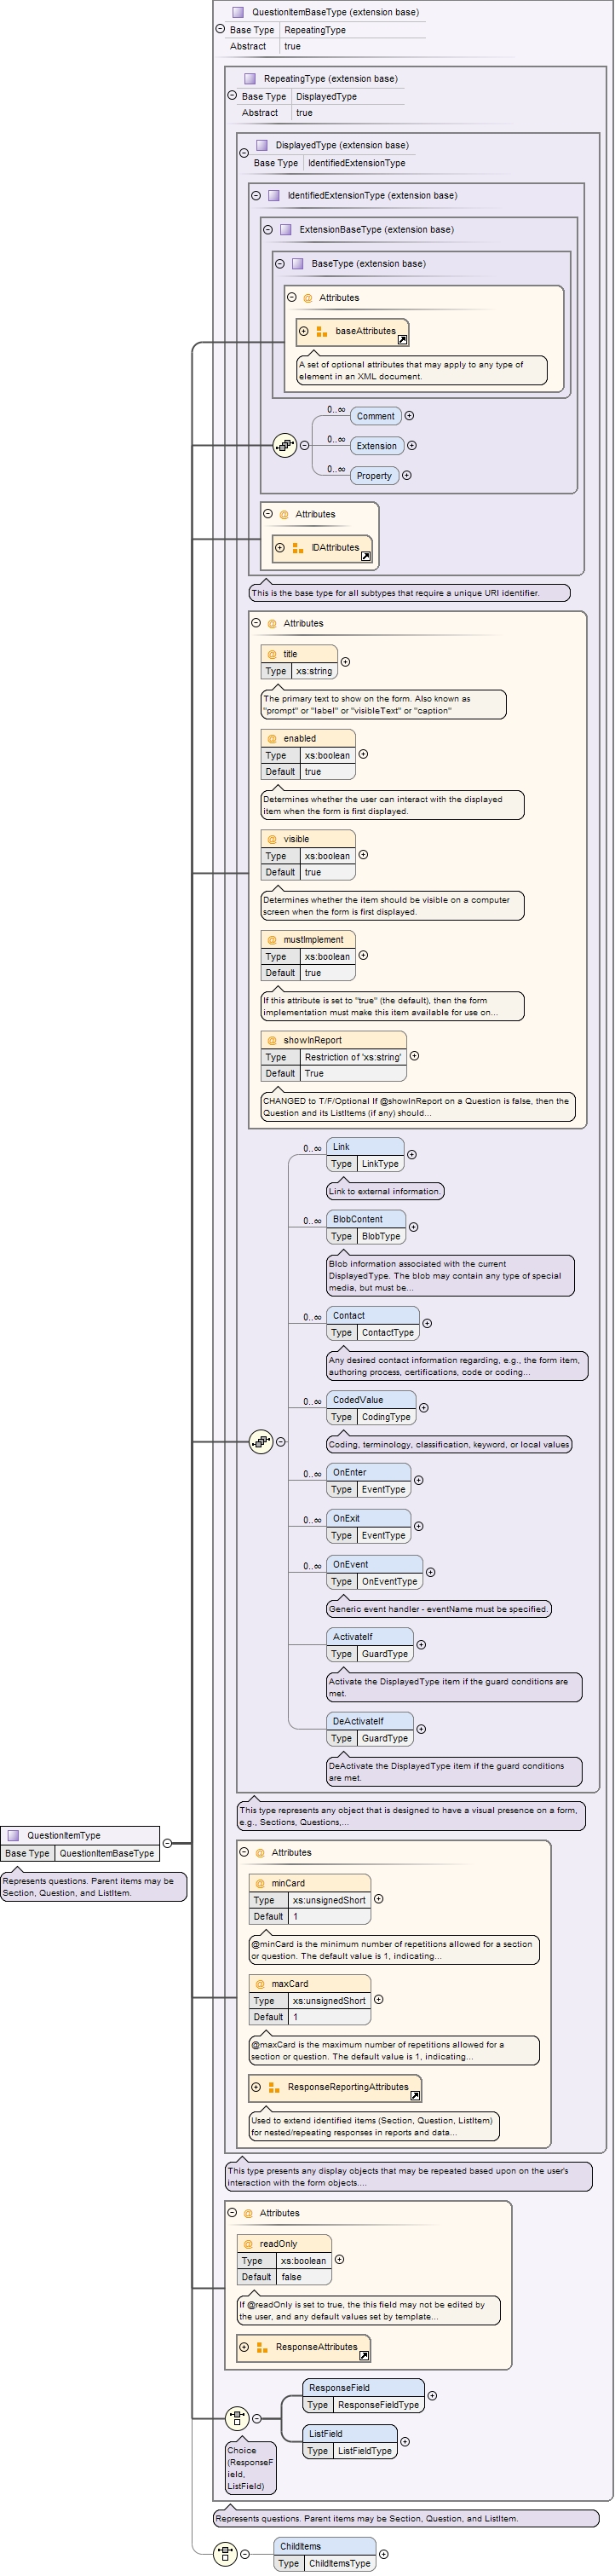 QuestionItemBaseType (extension base)
Base Type RepeatingType
Abstract true
RepeatingType (extension base)
Base Type DisplayedType
Abstract true
DisplayedType (extension base)
Base Type IdentifiedExtensionType
IdentifiedExtensionType (extension base)
ExtensionBaseType (extension base)
BaseType (extension base)
@ Attributes
baseAttributes
A set of optional attributes that may apply to any type of
element in an XML document.
0..∞ Comment
0..∞ Extension
0..∞ Property
@ Attributes
IDAttributes
This is the base type for all subtypes that require a unique URI identifier.
@ Attributes
@ title
Type xs:string
The primary text to show on the form. Also known as
"prompt" or "label" or "visibleText" or "caption"
@ enabled
Type xs:boolean
Default true
Determines whether the user can interact with the displayed
item when the form is first displayed.
@ visible
Type xs:boolean
Default true
Determines whether the item should be visible on a computer
screen when the form is first displayed.
@ mustImplement
Type xs:boolean
Default true
If this attribute is set to "true" (the default), then the form
implementation must make this item available for use on...
@ showInReport
Type Restriction of 'xs:string'
Default True
CHANGED to T/F/Optional If @showInReport on a Question is false, then the
Question and its ListItems (if any) should...
0..∞ Link
Type LinkType
Link to external information.
0..∞ BlobContent
Type BlobType
Blob information associated with the current
DisplayedType. The blob may contain any type of special
media, but must be...
0..∞ Contact
Type ContactType
Any desired contact information regarding, e.g., the form item,
authoring process, certifications, code or coding...
0..∞ CodedValue
Type CodingType
Coding, terminology, classification, keyword, or local values
0..∞ OnEnter
Type EventType
0..∞ OnExit
Type EventType
0..∞ OnEvent
Type OnEventType
Generic event handler - eventName must be specified.
ActivateIf
Type GuardType
Activate the DisplayedType item if the guard conditions are
met.
DeActivateIf
Type GuardType
DeActivate the DisplayedType item if the guard conditions
are met.
This type represents any object that is designed to have a visual presence on a form,
e.g., Sections, Questions,...
QuestionItemType
Base Type QuestionItemBaseType
Represents questions. Parent items may be
Section, Question, and ListItem.
@ Attributes
@ minCard
Type xs:unsignedShort
Default 1
@minCard is the minimum number of repetitions allowed for a section
or question. The default value is 1, indicating...
@ maxCard
Type xs:unsignedShort
Default 1
@maxCard is the maximum number of repetitions allowed for a
section or question. The default value is 1, indicating...
ResponseReportingAttributes
Used to extend identified items (Section, Question, ListItem)
for nested/repeating responses in reports and data...
This type presents any display objects that may be repeated based upon on the user's
interaction with the form objects....
@ Attributes
@ readOnly
Type xs:boolean
Default false
If @readOnly is set to true, the this field may not be edited by
the user, and any default values set by template...
ResponseAttributes
ResponseField
Type ResponseFieldType
ListField
Type ListFieldType
Choice
(ResponseF
ield,
ListField)
Represents questions. Parent items may be Section, Question, and ListItem.
ChildItems
Type ChildItemsType